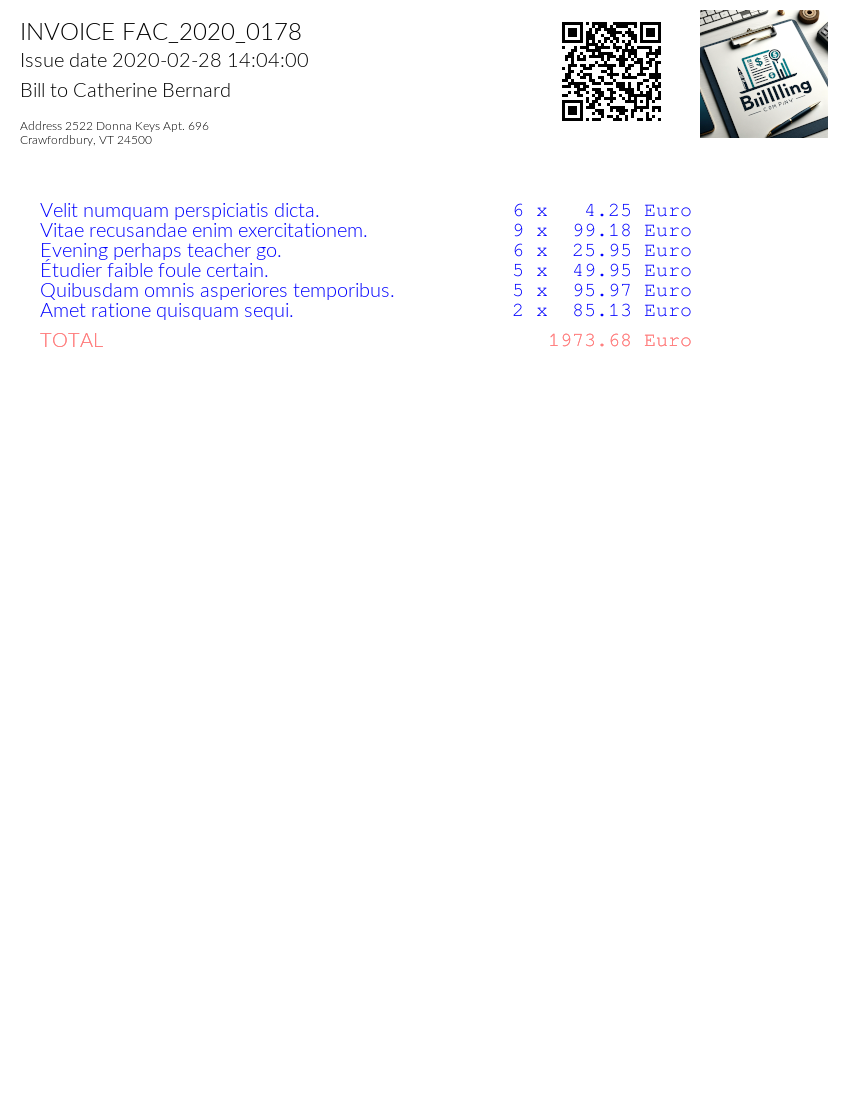 INVOICE FAC_2020_0178
Issue date 2020-02-28 14:04:00
Bill to Catherine Bernard
Address 2522 Donna Keys Apt. 696
Crawfordbury, VT 24500
Biillling
COMPANY
Velit numquam perspiciatis dicta. 6 x 4.25 Euro
Vitae recusandae enim exercitationem. 9 x 99.18 Euro
Evening perhaps teacher go. 6 x 25.95 Euro
Étudier faible foule certain. 5 x 49.95 Euro
Quibusdam omnis asperiores temporibus. 5 x 95.97 Euro
Amet ratione quisquam sequi. 2 x 85.13 Euro
TOTAL 1973.68 Euro